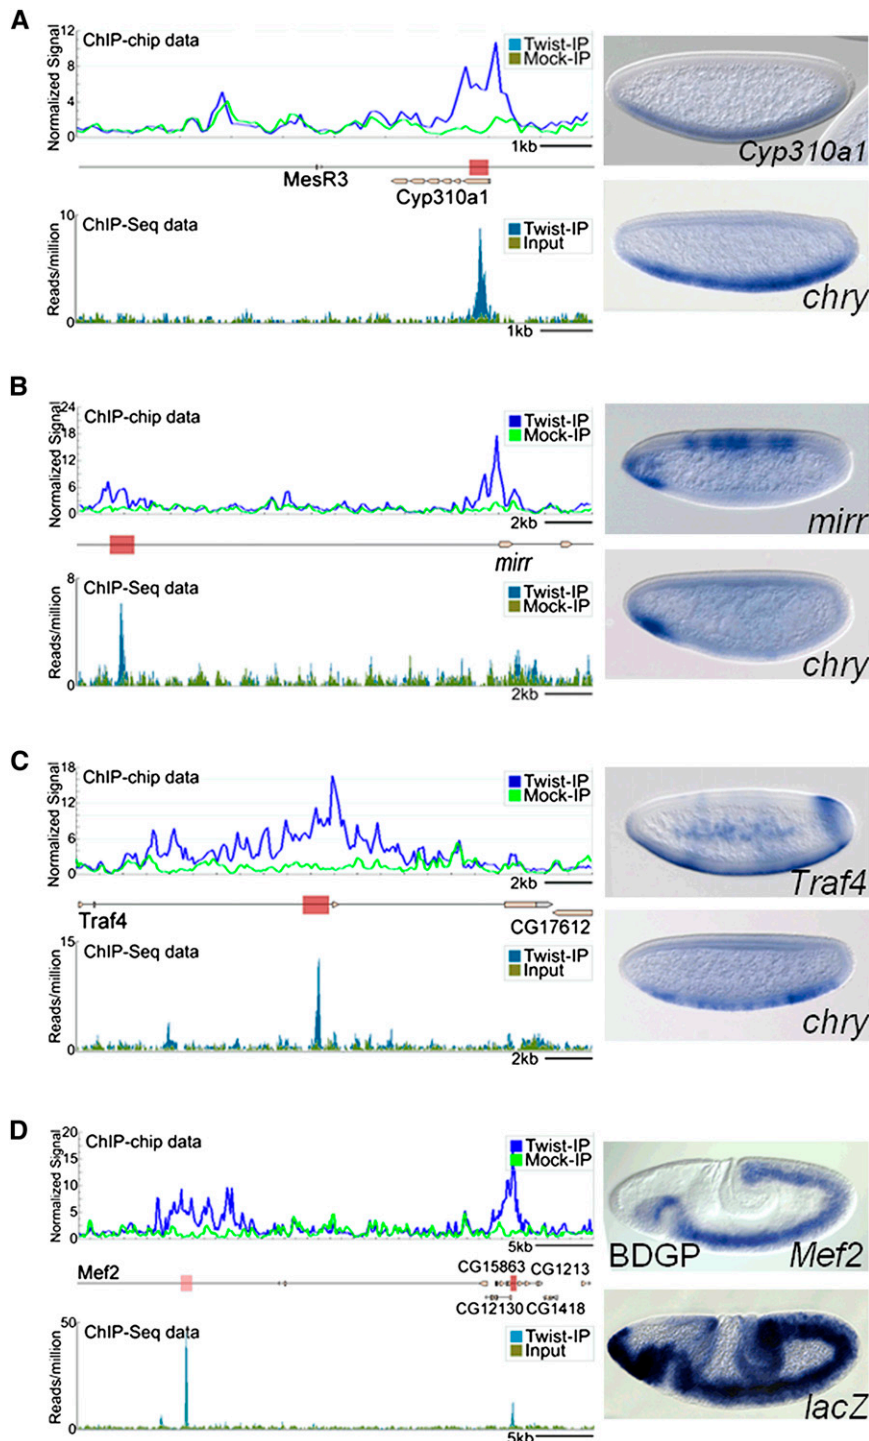 A
ChIP-chip data
Normalized Signal
12
8
4
0
Twist-IP
Mock-IP
1kb
MesR3
Cyp310a1
ChIP-Seq data
Reads/million
10
0
Twist-IP
Input
1kb
Cyp310a1
chry
B
ChIP-chip data
Normalized Signal
24
18
12
6
0
Twist-IP
Mock-IP
2kb
mirr
ChIP-Seq data
Reads/million
8
0
Twist-IP
Mock-IP
2kb
mirr
chry
C
ChIP-chip data
Normalized Signal
18
12
6
0
Twist-IP
Mock-IP
2kb
Traf4
CG17612
ChIP-Seq data
Reads/million
15
0
Twist-IP
Input
2kb
Traf4
chry
D
ChIP-chip data
Normalized Signal
20
15
10
5
0
Twist-IP
Mock-IP
5kb
Mef2
CG15863 CG1213
CG12130 CG1418
ChIP-Seq data
Reads/million
50
0
Twist-IP
Input
5kb
BDGP Mef2
lacZ